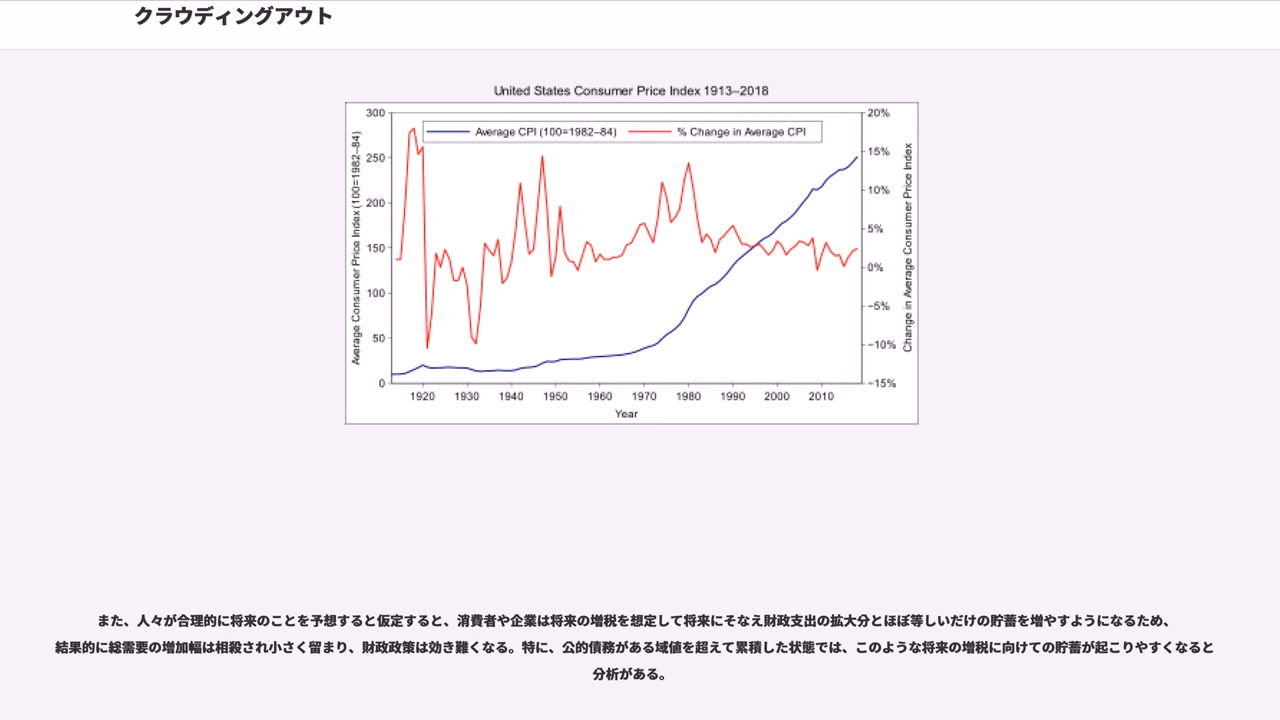 クラウディングアウト
United States Consumer Price Index 1913–2018
Average CPI (100=1982–84) % Change in Average CPI
Average Consumer Price Index (100=1982–84)
300
250
200
150
100
50
0
20%
15%
10%
5%
0%
−5%
−10%
−15%
Change in Average Consumer Price Index
1920 1930 1940 1950 1960 1970 1980 1990 2000 2010
Year
また、人々が合理的に将来のことを予想すると仮定すると、消費者や企業は将来の増税を想定して将来にそなえ財政支出の拡大分とほぼ等しいだけの貯蓄を増やすようになるため、
結果的に総需要の増加幅は相殺され小さく留まり、財政政策は効き難くなる。特に、公的債務がある域値を超えて累積した状態では、このような将来の増税に向けての貯蓄が起こりやすくなると
分析がある。